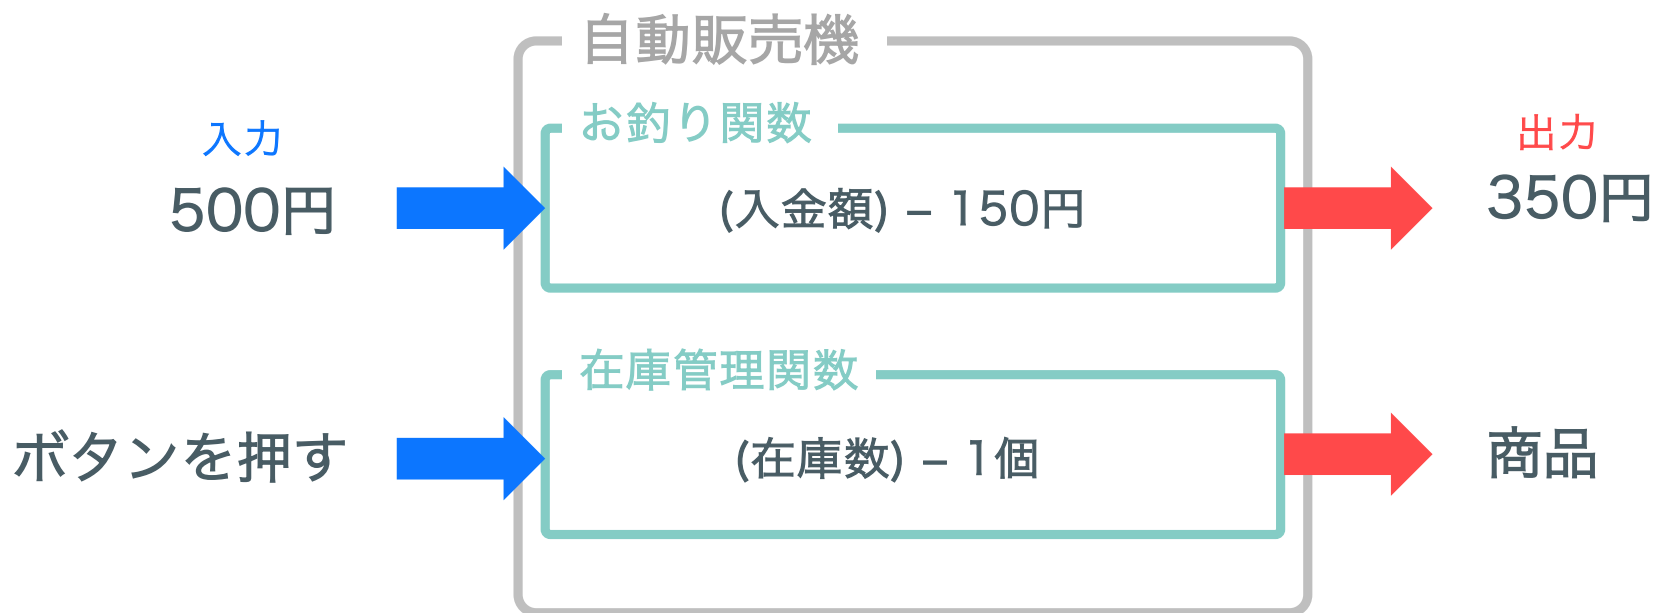 自動販売機
お釣り関数
入力
出力
500円
(入金額) – 150円
350円
在庫管理関数
ボタンを押す
(在庫数) – 1個
商品